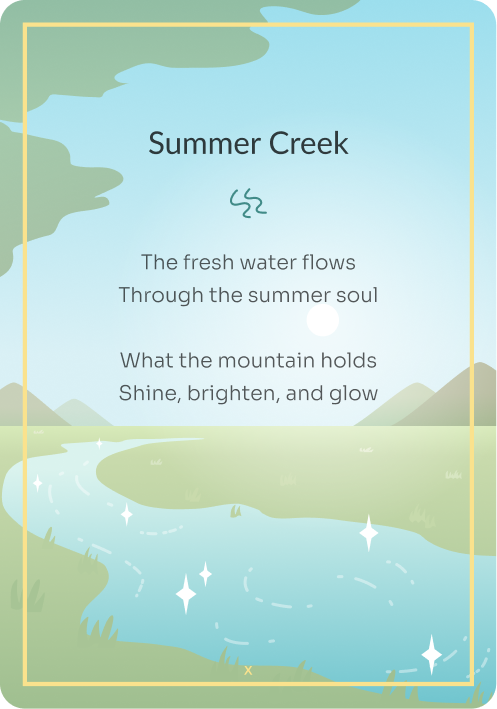 Summer Creek
The fresh water flows
Through the summer soul
What the mountain holds
Shine, brighten, and glow
X